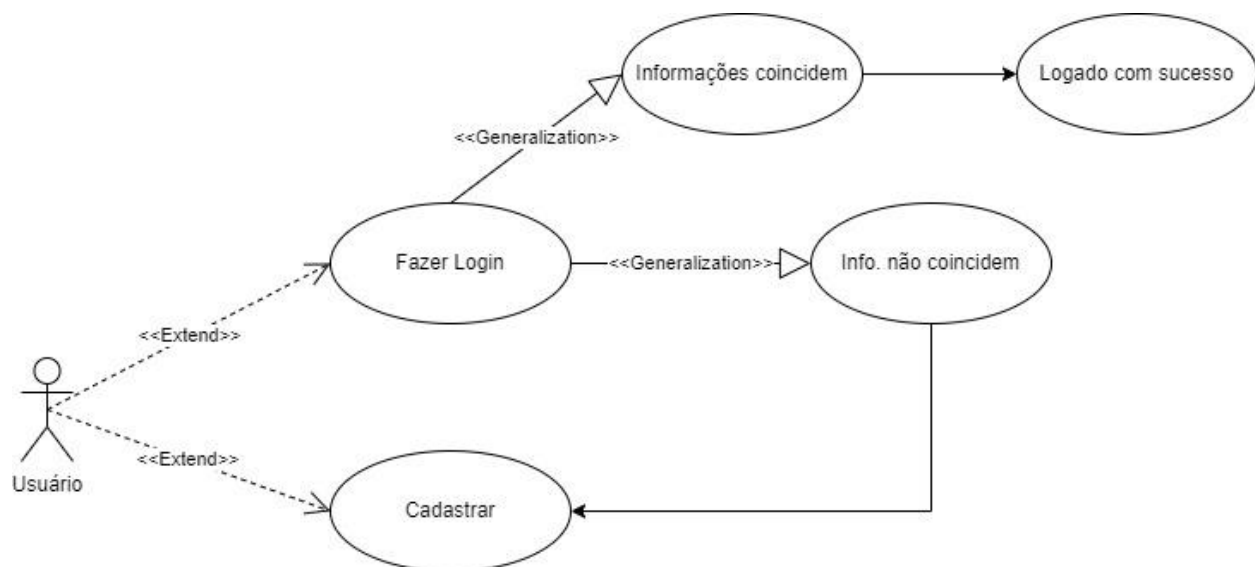 Informações coincidem
Logado com sucesso
<<Generalization>>
Fazer Login
<<Generalization>>
Info. não coincidem
<<Extend>>
<<Extend>>
Usuário
Cadastrar